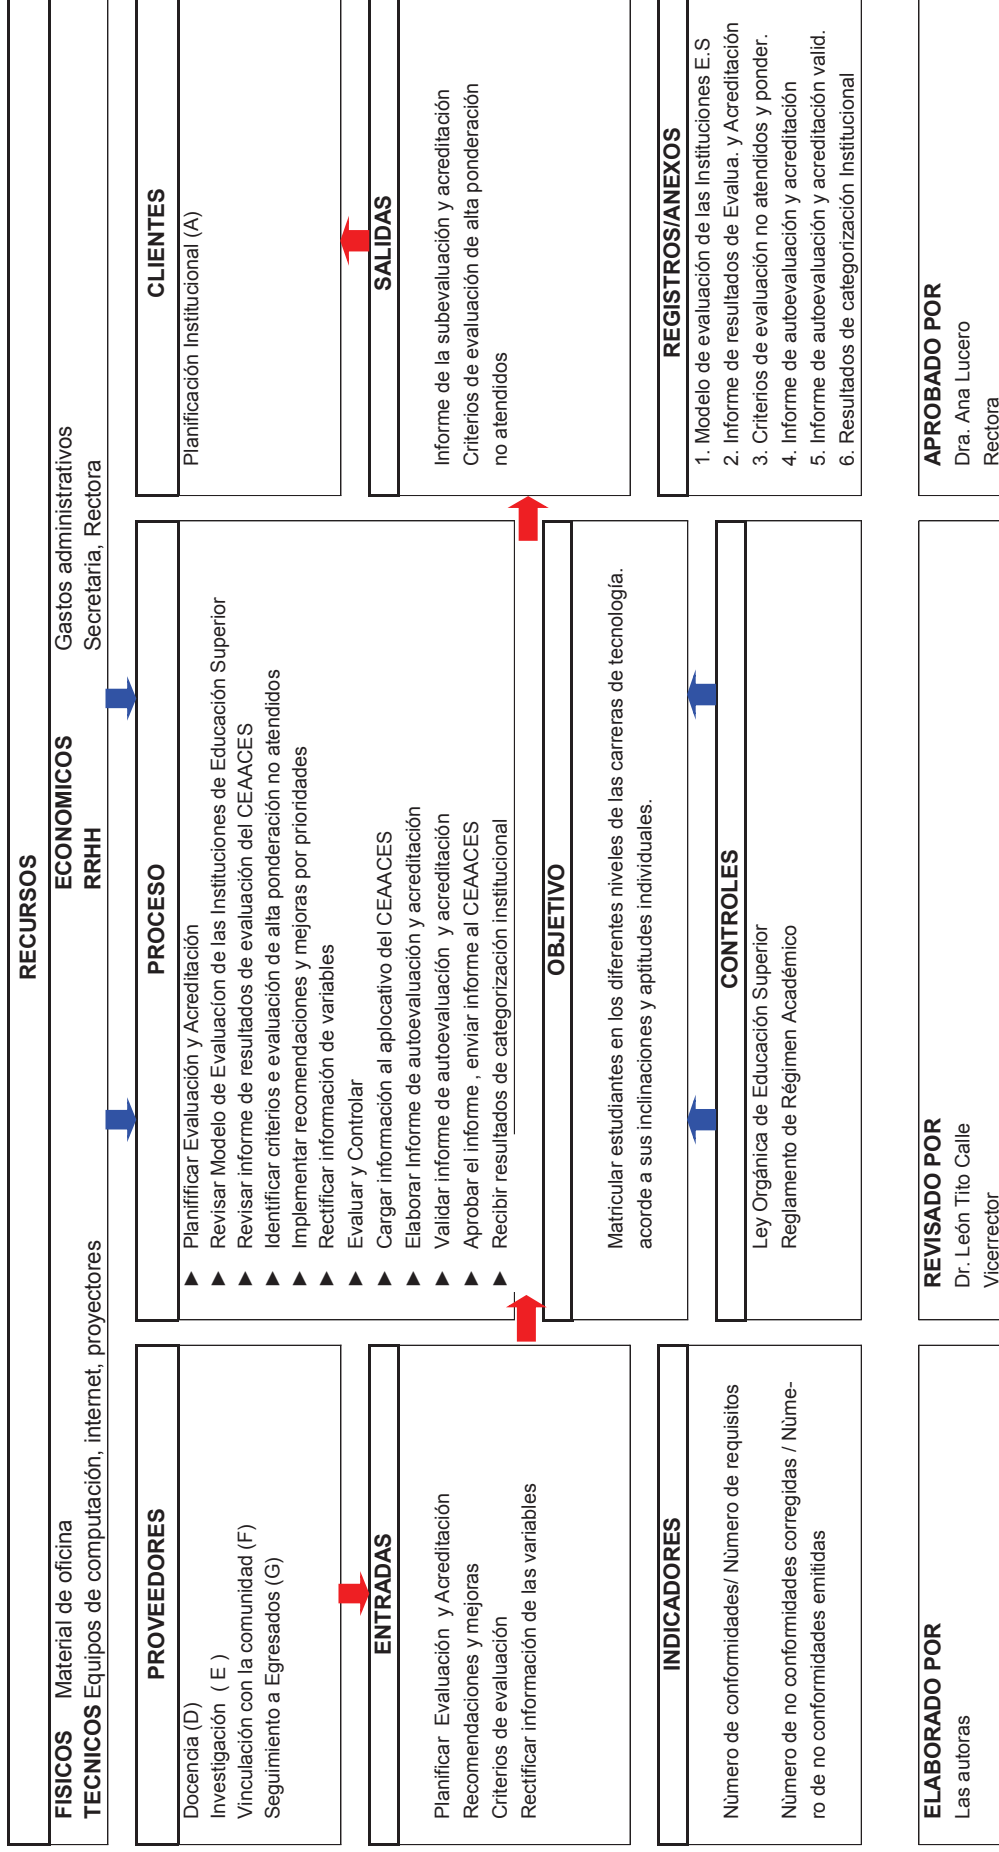 RECURSOS
FISICOS Material de oficina
ECONOMICOS Gastos administrativos
TECNICOS Equipos de computación, internet, proyectores
RRHH Secretaria, Rectora
PROVEEDORES
Docencia (D)
Investigación ( E )
Vinculación con la comunidad (F)
Seguimiento a Egresados (G)
ENTRADAS
Planificar Evaluación y Acreditación
Recomendaciones y mejoras
Criterios de evaluación
Rectificar información de las variables
INDICADORES
Nùmero de conformidades/ Nùmero de requisitos
Nùmero de no conformidades corregidas / Nùme-
ro de no conformidades emitidas
PROCESO
▲ Planifificar Evaluación y Acreditación
▲ Revisar Modelo de Evaluacíon de las Instituciones de Educación Superior
▲ Revisar informe de resultados de evaluación del CEAACES
▲ Identificar criterios e evaluación de alta ponderación no atendidos
▲ Implementar recomendaciones y mejoras por prioridades
▲ Rectificar información de variables
▲ Evaluar y Controlar
▲ Cargar información al aplocativo del CEAACES
▲ Elaborar Informe de autoevaluación y acreditación
▲ Validar informe de autoevalucíón y acreditación
▲ Aprobar el informe , enviar informe al CEAACES
▲ Recibir resultados de categorización institucional
OBJETIVO
Matricular estudiantes en los diferentes niveles de las carreras de tecnología.
acorde a sus inclinaciones y aptitudes individuales.
CONTROLES
Ley Orgánica de Educación Superior
Reglamento de Régimen Académico
CLIENTES
Planificación Institucional (A)
SALIDAS
Informe de la subevaluación y acreditación
Criterios de evaluación de alta ponderación
no atendidos
REGISTROS/ANEXOS
1. Modelo de evaluación de las Instituciones E.S
2. Informe de resultados de Evalua. y Acreditación
3. Criterios de evaluación no atendidos y ponder.
4. Informe de autoevaluación y acreditación
5. Informe de autoevaluación y acreditación valid.
6. Resultados de categorización Institucional
ELABORADO POR
Las autoras
REVISADO POR
Dr. León Tito Calle
Vicerrector
APROBADO POR
Dra. Ana Lucero
Rectora